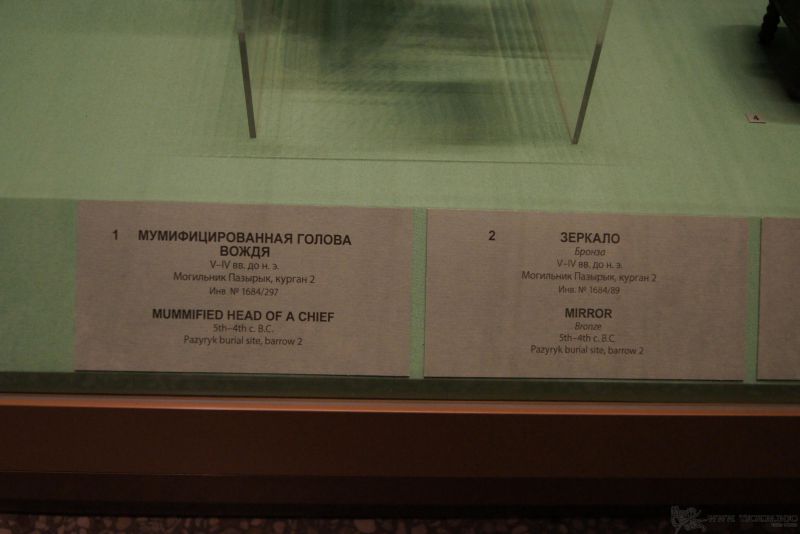 1 МУМИФИЦИРОВАННАЯ ГОЛОВА
ВОЖДЯ
V–IV вв. до н. э.
Могильник Пазырык, курган 2
Инв. № 1684/297
MUMMIFIED HEAD OF A CHIEF
5th–4th c. B.C.
Pazyryk burial site, barrow 2
2 ЗЕРКАЛО
Бронза
V–IV вв. до н. э.
Могильник Пазырык, курган 2
Инв. № 1684/89
MIRROR
Bronze
5th–4th c. B.C.
Pazyryk burial site, barrow 2
4
WWW